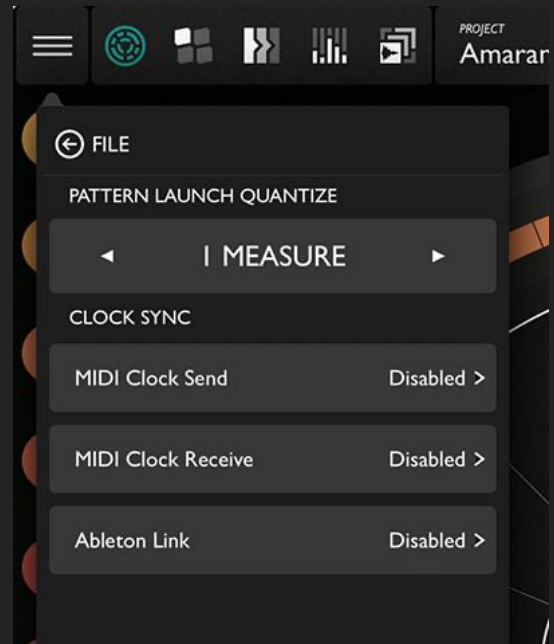 PROJECT
Amarar
FILE
PATTERN LAUNCH QUANTIZE
1 MEASURE
CLOCK SYNC
MIDI Clock Send Disabled >
MIDI Clock Receive Disabled >
Ableton Link Disabled >